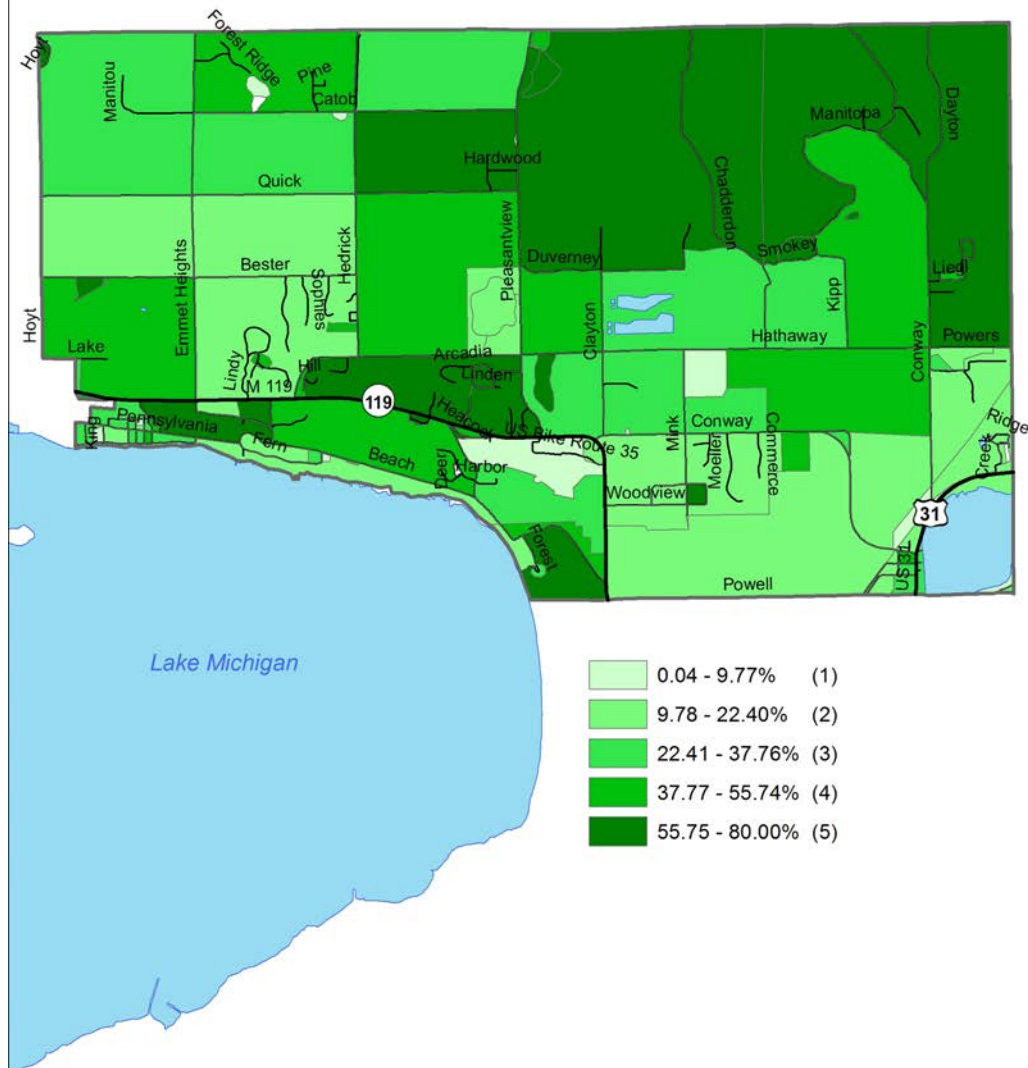 Hoyt
Forest Ridge
Pine
Catob
Manitou
Manitoba
Dayton
Hardwood
Quick
Chadderdon
Smokey
Pleasantview
Duverney
Emmet Heights
Bester
Hedrick
Sophies
Liedl
Kipp
Hoyt
Clayton
Hathaway
Conway
Powers
Lake
Lindy
Hill
Arcadia
Linden
M 119
119
Heacock
US Bike Route 35
Mink
Conway
Commerce
Moeller
Ridge
Creek
King
Pennsylvania
Fern
Beach
Deer
Harbor
Woodview
31
Forest
Powell
US 31
Lake Michigan
0.04 - 9.77% (1)
9.78 - 22.40% (2)
22.41 - 37.76% (3)
37.77 - 55.74% (4)
55.75 - 80.00% (5)